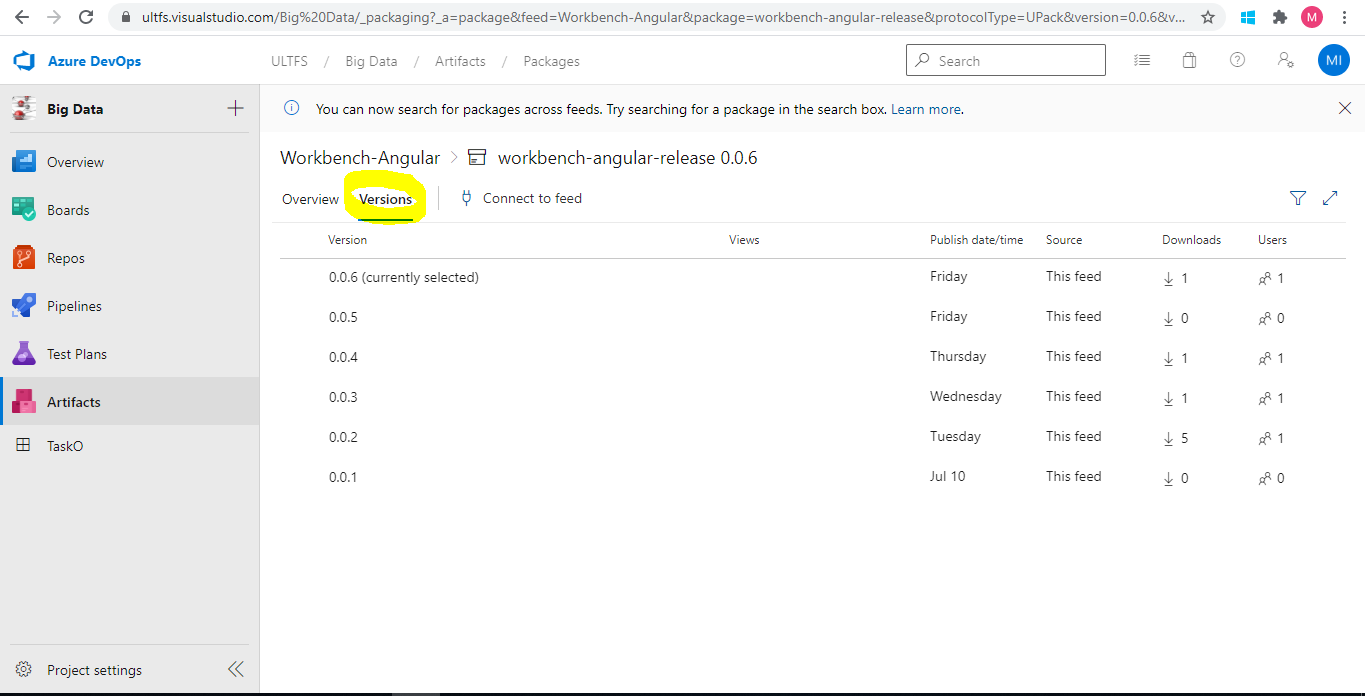 ultfs.visualstudio.com/Big%20Data/_packaging?_a=package&feed=Workbench-Angular&package=workbench-angular-release&protocolType=UPack&version=0.0.6&v...
M
Azure DevOps
ULTFS / Big Data / Artifacts / Packages
Search
MI
Big Data
You can now search for packages across feeds. Try searching for a package in the search box. Learn more.
Overview
Boards
Repos
Pipelines
Test Plans
Artifacts
TaskO
Project settings
Workbench-Angular > workbench-angular-release 0.0.6
Overview Versions Connect to feed
Version Views Publish date/time Source Downloads Users
0.0.6 (currently selected) Friday This feed 1 1
0.0.5 Friday This feed 0 0
0.0.4 Thursday This feed 1 1
0.0.3 Wednesday This feed 1 1
0.0.2 Tuesday This feed 5 1
0.0.1 Jul 10 This feed 0 0